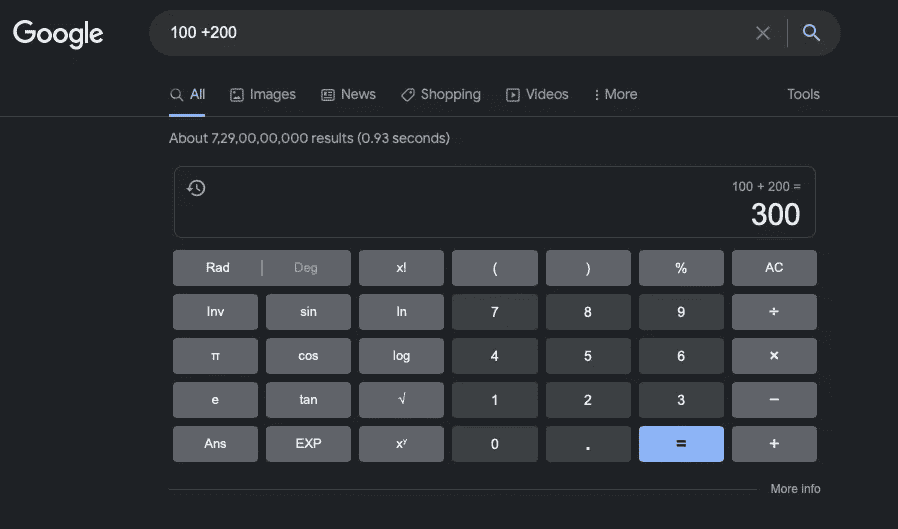 Google 100 +200
All Images News Shopping Videos More Tools
About 7,29,00,00,000 results (0.93 seconds)
100 + 200 =
300
Rad | Deg x! ( ) % AC
Inv sin ln 7 8 9 ÷
π cos log 4 5 6 ×
e tan √ 1 2 3 −
Ans EXP xʸ 0 . = +
More info